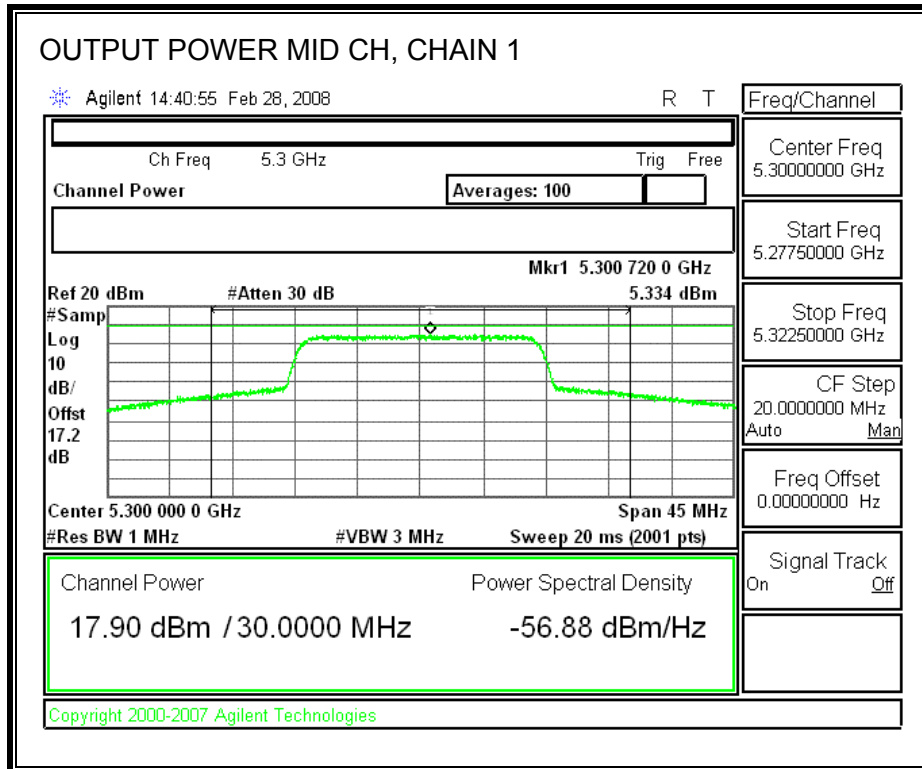 OUTPUT POWER MID CH, CHAIN 1
Agilent 14:40:55 Feb 28, 2008 R T
Freq/Channel
Ch Freq 5.3 GHz Trig Free
Channel Power Averages: 100
Center Freq
5.30000000 GHz
Start Freq
5.27750000 GHz
Mkr1 5.300 720 0 GHz
Ref 20 dBm #Atten 30 dB 5.334 dBm
#Samp
Log
10
dB/
Offst
17.2
dB
Stop Freq
5.32250000 GHz
CF Step
20.0000000 MHz
Auto Man
Freq Offset
0.00000000 Hz
Center 5.300 000 0 GHz Span 45 MHz
#Res BW 1 MHz #VBW 3 MHz Sweep 20 ms (2001 pts)
Signal Track
On Off
Channel Power Power Spectral Density
17.90 dBm / 30.0000 MHz -56.88 dBm/Hz
Copyright 2000-2007 Agilent Technologies